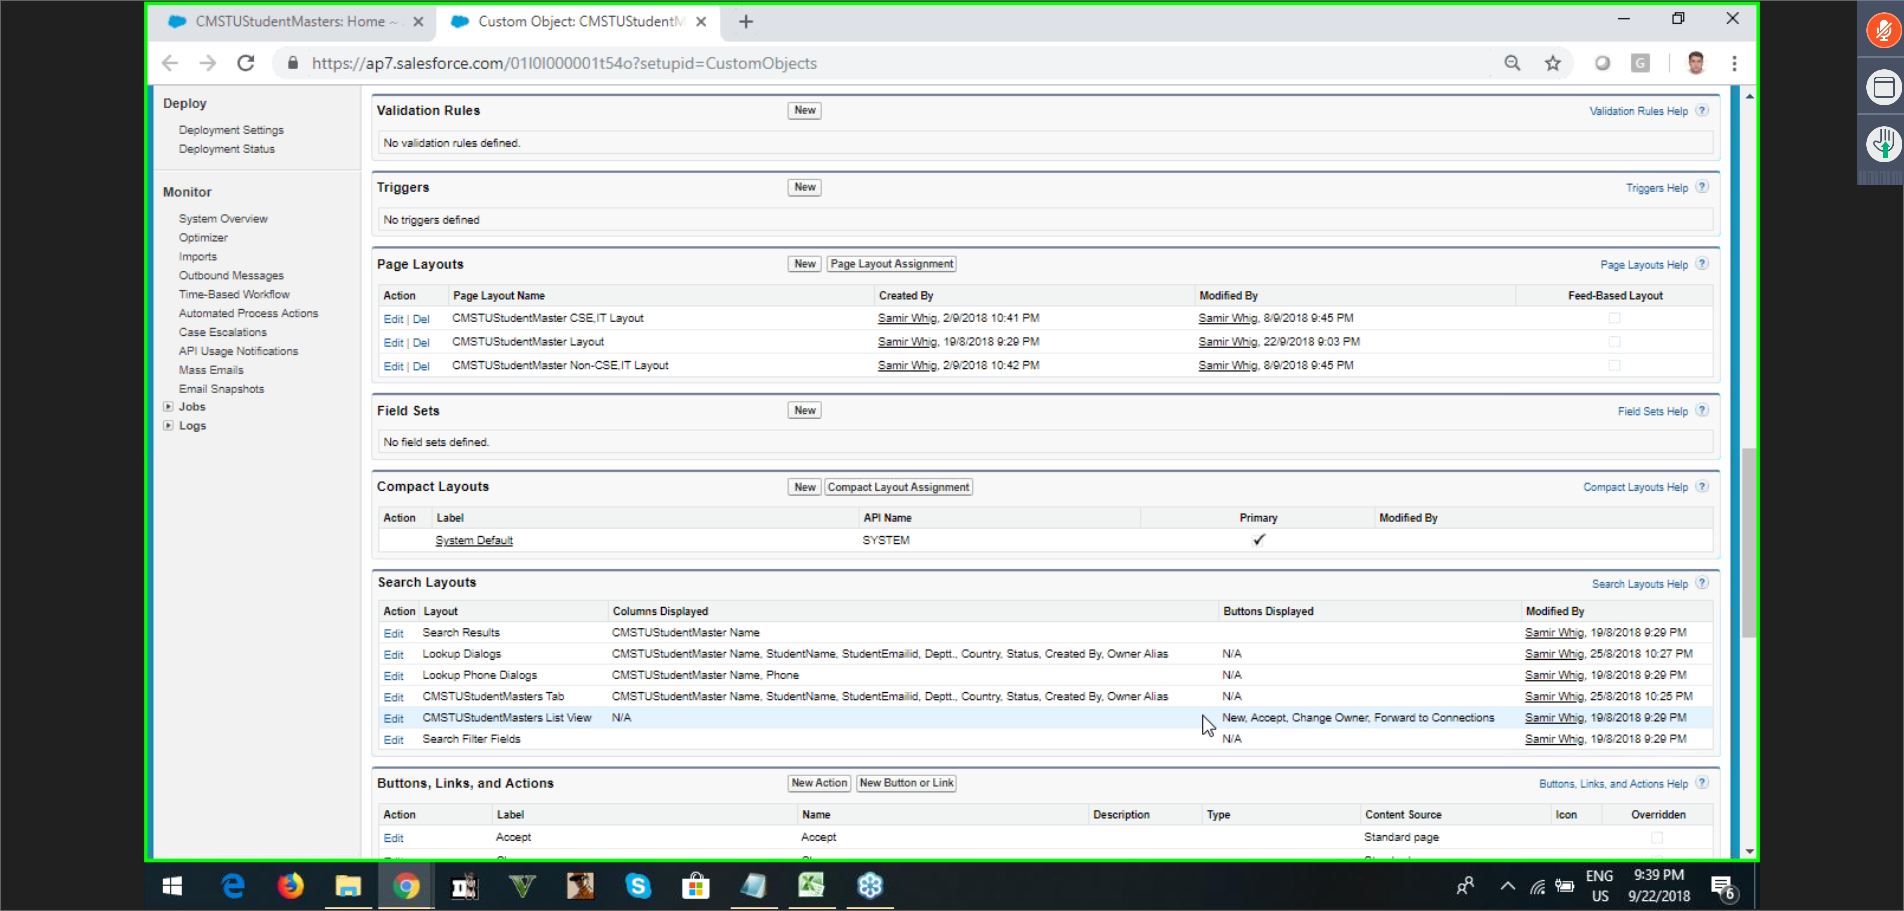 CMSTUStudentMasters: Home ~
Custom Object: CMSTUStudentM
https://ap7.salesforce.com/01I0I000001t54o?setupid=CustomObjects
G
Deploy
Deployment Settings
Deployment Status
Monitor
System Overview
Optimizer
Imports
Outbound Messages
Time-Based Workflow
Automated Process Actions
Case Escalations
API Usage Notifications
Mass Emails
Email Snapshots
Jobs
Logs
Validation Rules New Validation Rules Help ?
No validation rules defined.
Triggers New Triggers Help ?
No triggers defined
Page Layouts New Page Layout Assignment Page Layouts Help ?
Action Page Layout Name Created By Modified By Feed-Based Layout
Edit | Del CMSTUStudentMaster CSE,IT Layout Samir Whig, 2/9/2018 10:41 PM Samir Whig, 8/9/2018 9:45 PM
Edit | Del CMSTUStudentMaster Layout Samir Whig, 19/8/2018 9:29 PM Samir Whig, 22/9/2018 9:03 PM
Edit | Del CMSTUStudentMaster Non-CSE,IT Layout Samir Whig, 2/9/2018 10:42 PM Samir Whig, 8/9/2018 9:45 PM
Field Sets New Field Sets Help ?
No field sets defined.
Compact Layouts New Compact Layout Assignment Compact Layouts Help ?
Action Label API Name Primary Modified By
System Default SYSTEM ✓
Search Layouts Search Layouts Help ?
Action Layout Columns Displayed Buttons Displayed Modified By
Edit Search Results CMSTUStudentMaster Name Samir Whig, 19/8/2018 9:29 PM
Edit Lookup Dialogs CMSTUStudentMaster Name, StudentName, StudentEmailid, Deptt., Country, Status, Created By, Owner Alias N/A Samir Whig, 25/8/2018 10:27 PM
Edit Lookup Phone Dialogs CMSTUStudentMaster Name, Phone N/A Samir Whig, 19/8/2018 9:29 PM
Edit CMSTUStudentMasters Tab CMSTUStudentMaster Name, StudentName, StudentEmailid, Deptt., Country, Status, Created By, Owner Alias N/A Samir Whig, 25/8/2018 10:25 PM
Edit CMSTUStudentMasters List View N/A New, Accept, Change Owner, Forward to Connections Samir Whig, 19/8/2018 9:29 PM
Edit Search Filter Fields N/A Samir Whig, 19/8/2018 9:29 PM
Buttons, Links, and Actions New Action New Button or Link Buttons, Links, and Actions Help ?
Action Label Name Description Type Content Source Icon Overridden
Edit Accept Accept Standard page
ENG
US
9:39 PM
9/22/2018
6